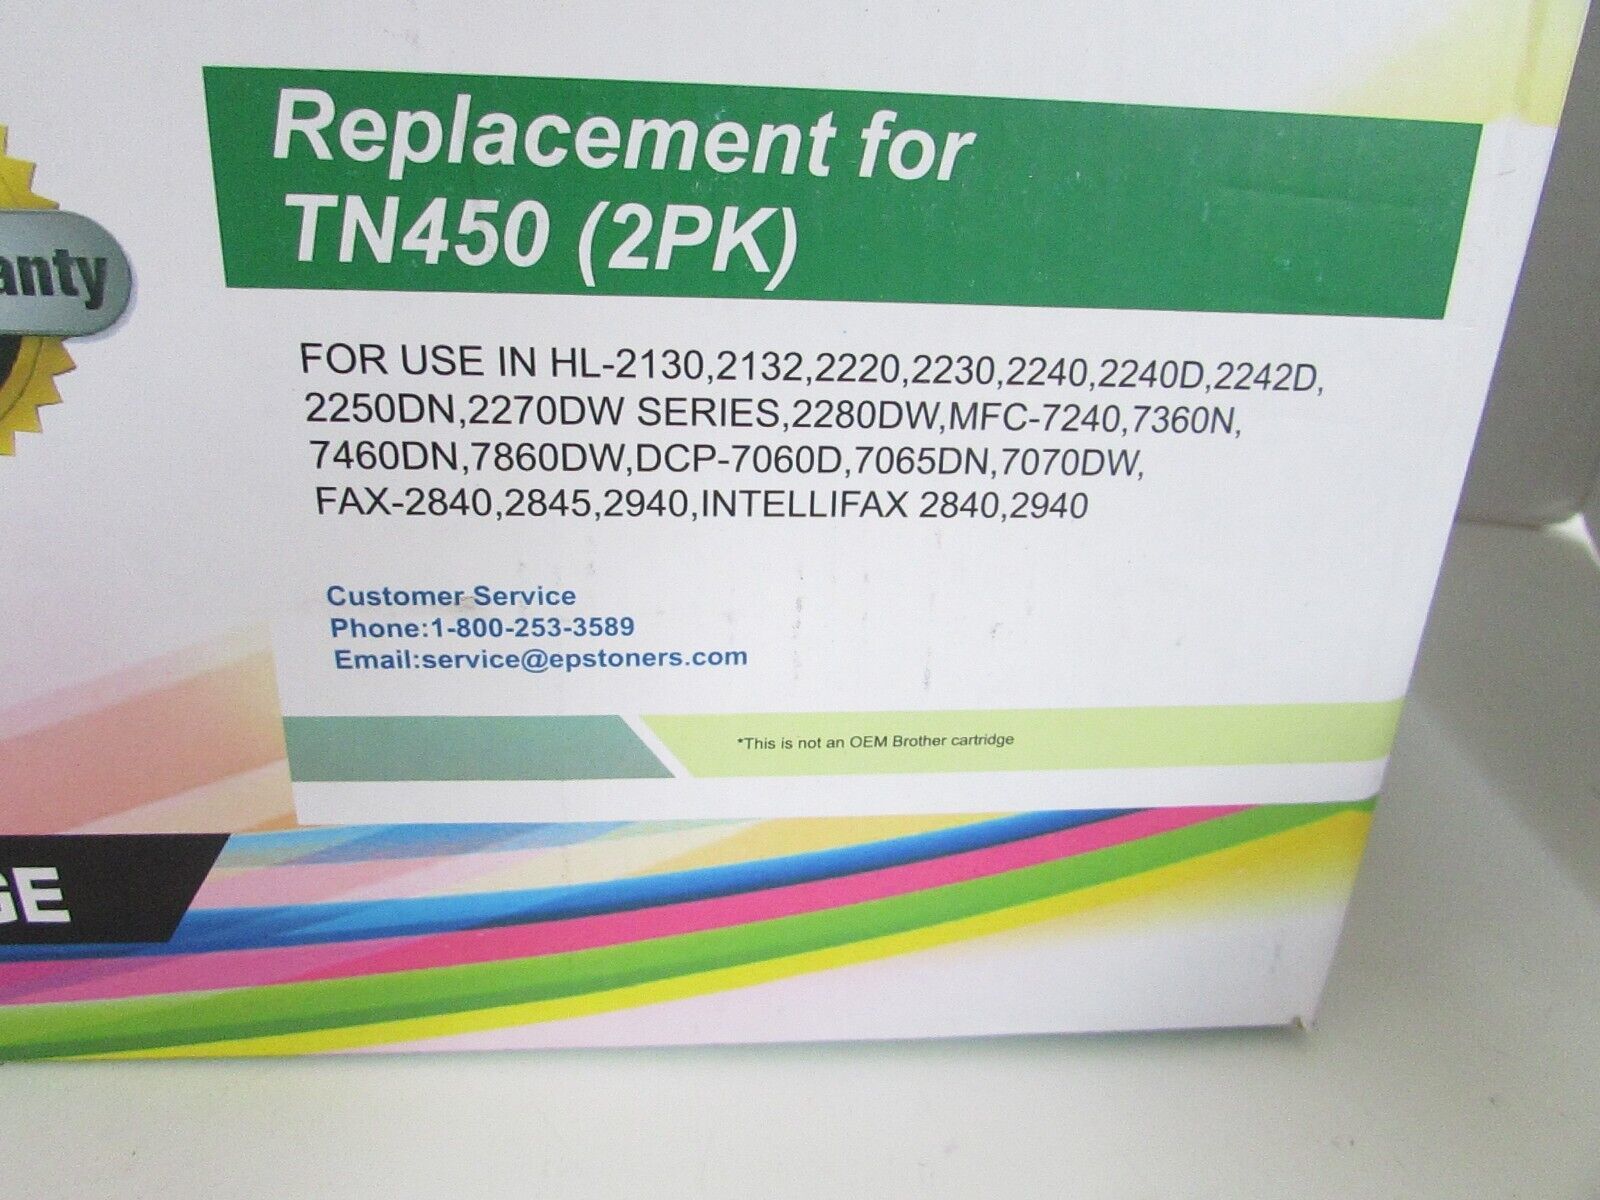 Replacement for
TN450 (2PK)
FOR USE IN HL-2130,2132,2220,2230,2240,2240D,2242D,
2250DN,2270DW SERIES,2280DW,MFC-7240,7360N,
7460DN,7860DW,DCP-7060D,7065DN,7070DW,
FAX-2840,2845,2940,INTELLIFAX 2840,2940
Customer Service
Phone:1-800-253-3589
Email:service@epstoners.com
*This is not an OEM Brother cartridge